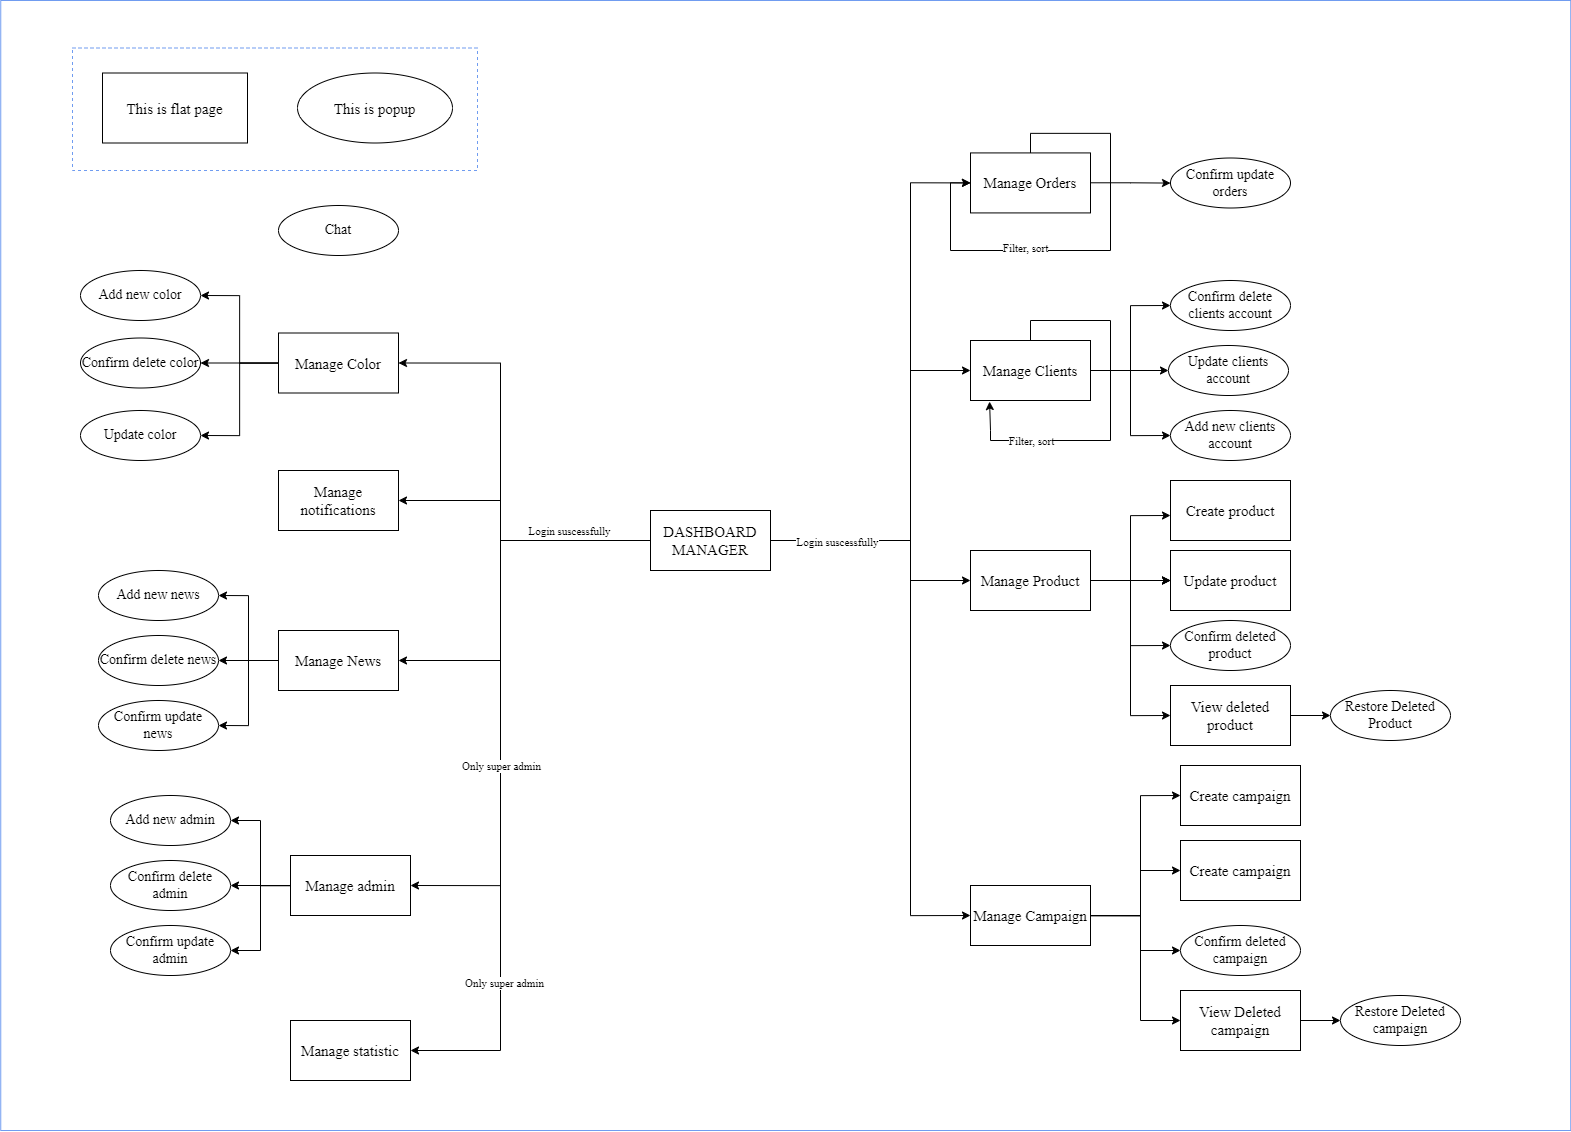 This is flat page
This is popup
Chat
Add new color
Confirm delete color
Update color
Manage Color
Manage
notifications
Add new news
Confirm delete news
Confirm update
news
Manage News
Only super admin
Add new admin
Confirm delete
admin
Confirm update
admin
Manage admin
Only super admin
Manage statistic
Login suscessfully
DASHBOARD
MANAGER
Login suscessfully
Manage Orders
Filter, sort
Confirm update
orders
Manage Clients
Filter, sort
Confirm delete
clients account
Update clients
account
Add new clients
account
Manage Product
Create product
Update product
Confirm deleted
product
View deleted
product
Restore Deleted
Product
Manage Campaign
Create campaign
Create campaign
Confirm deleted
campaign
View Deleted
campaign
Restore Deleted
campaign